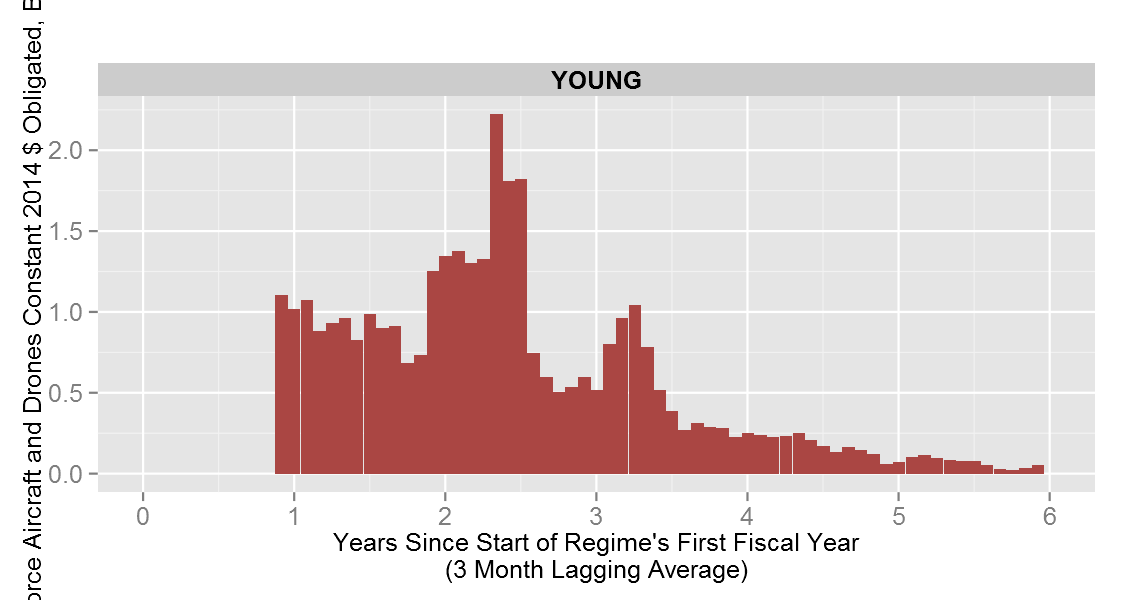 YOUNG
Aircraft and Drones Constant 2014 $ Obligated,
2.0
1.5
1.0
0.5
0.0
0 1 2 3 4 5 6
Years Since Start of Regime's First Fiscal Year
(3 Month Lagging Average)